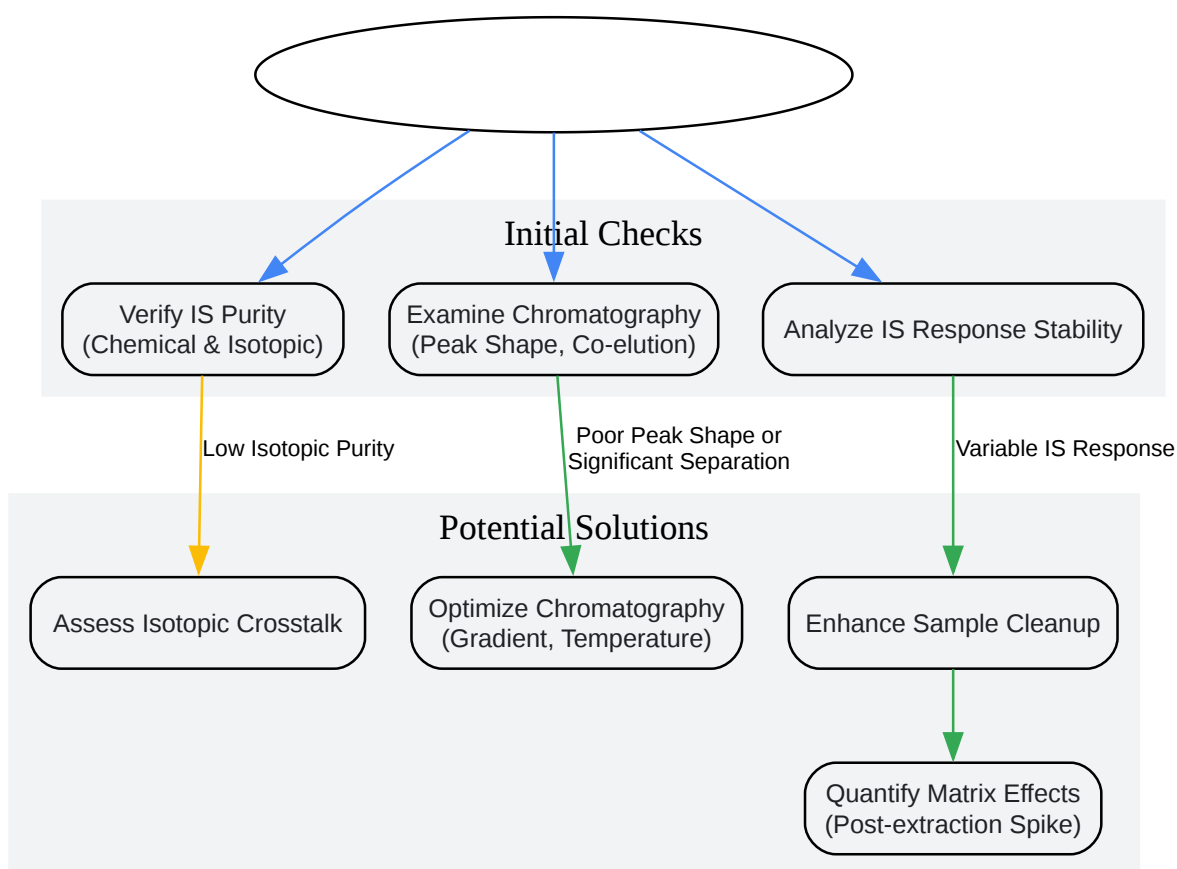 Initial Checks
Verify IS Purity
(Chemical & Isotopic)
Examine Chromatography
(Peak Shape, Co-elution)
Analyze IS Response Stability
Low Isotopic Purity
Poor Peak Shape or
Significant Separation
Variable IS Response
Potential Solutions
Assess Isotopic Crosstalk
Optimize Chromatography
(Gradient, Temperature)
Enhance Sample Cleanup
Quantify Matrix Effects
(Post-extraction Spike)